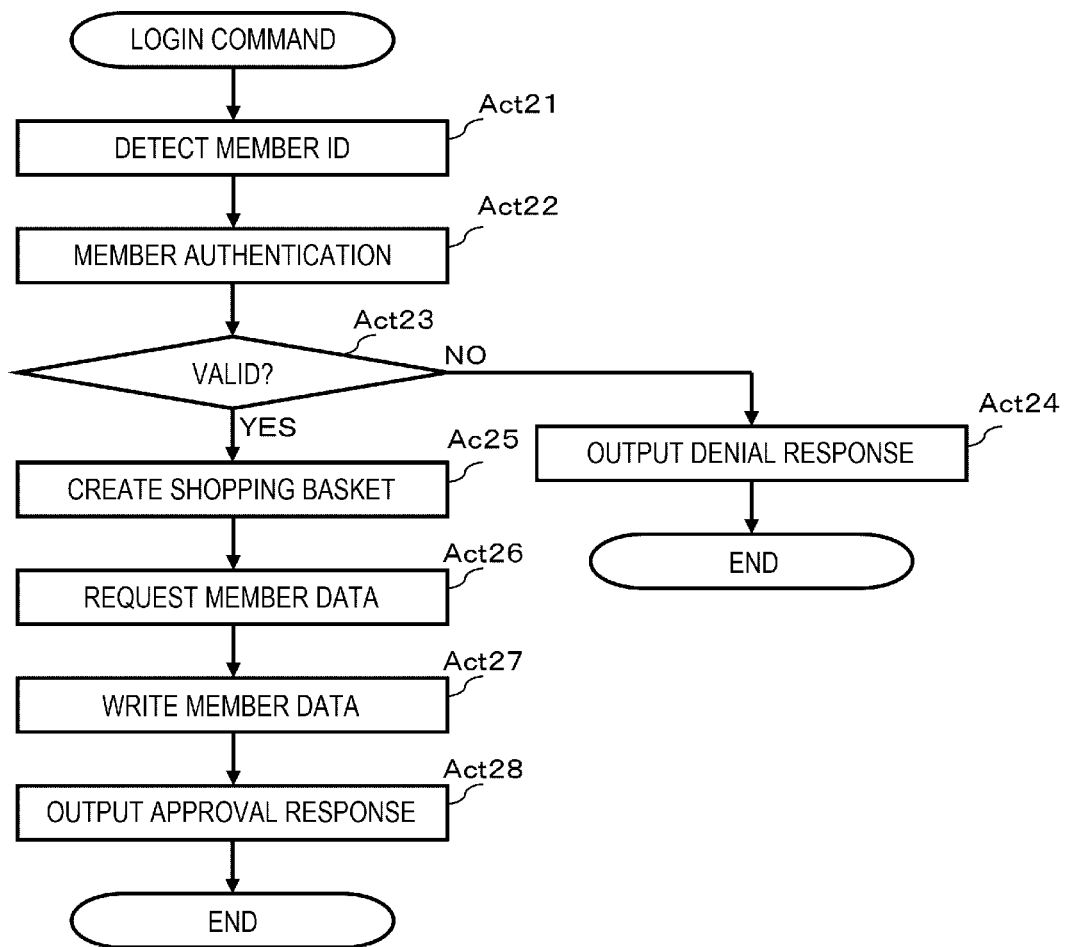 LOGIN COMMAND
Act21
DETECT MEMBER ID
Act22
MEMBER AUTHENTICATION
Act23
VALID?
NO
YES
Act24
OUTPUT DENIAL RESPONSE
END
Ac25
CREATE SHOPPING BASKET
Act26
REQUEST MEMBER DATA
Act27
WRITE MEMBER DATA
Act28
OUTPUT APPROVAL RESPONSE
END